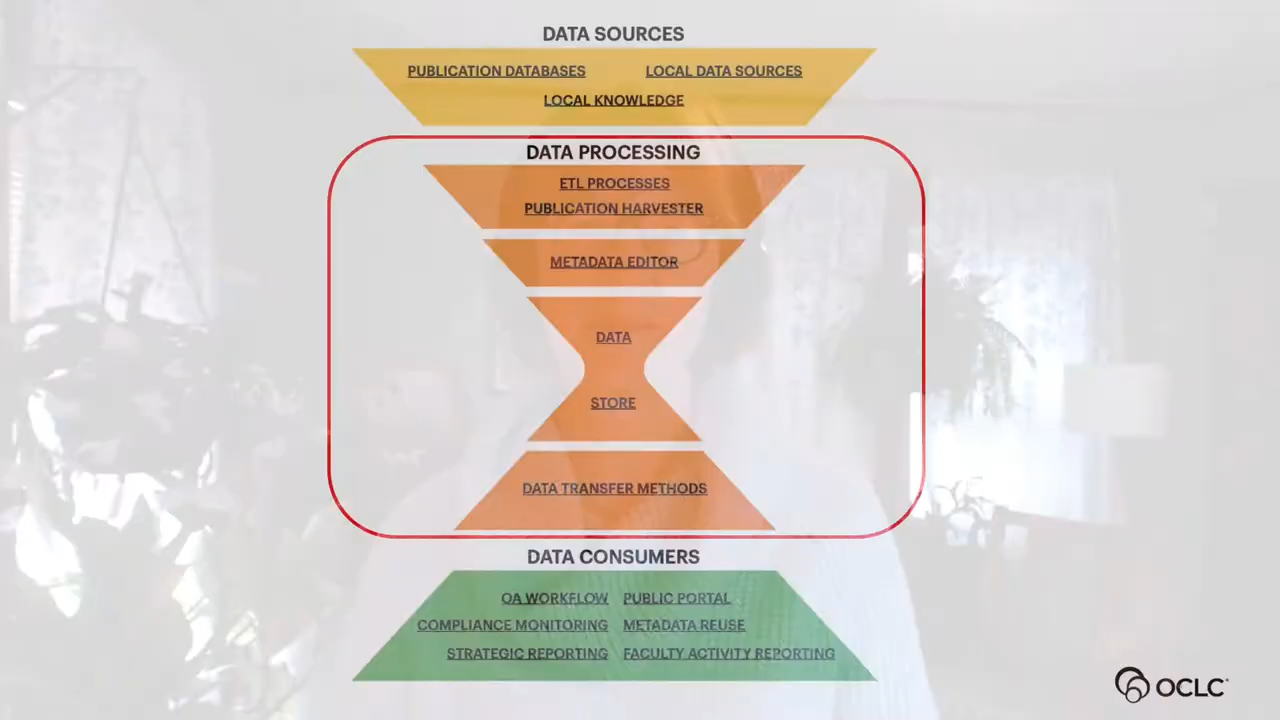 DATA SOURCES
PUBLICATION DATABASES LOCAL DATA SOURCES
LOCAL KNOWLEDGE
DATA PROCESSING
ETL PROCESSES
PUBLICATION HARVESTER
METADATA EDITOR
DATA
STORE
DATA TRANSFER METHODS
DATA CONSUMERS
OA WORKFLOW PUBLIC PORTAL
COMPLIANCE MONITORING METADATA REUSE
STRATEGIC REPORTING FACULTY ACTIVITY REPORTING
OCLC